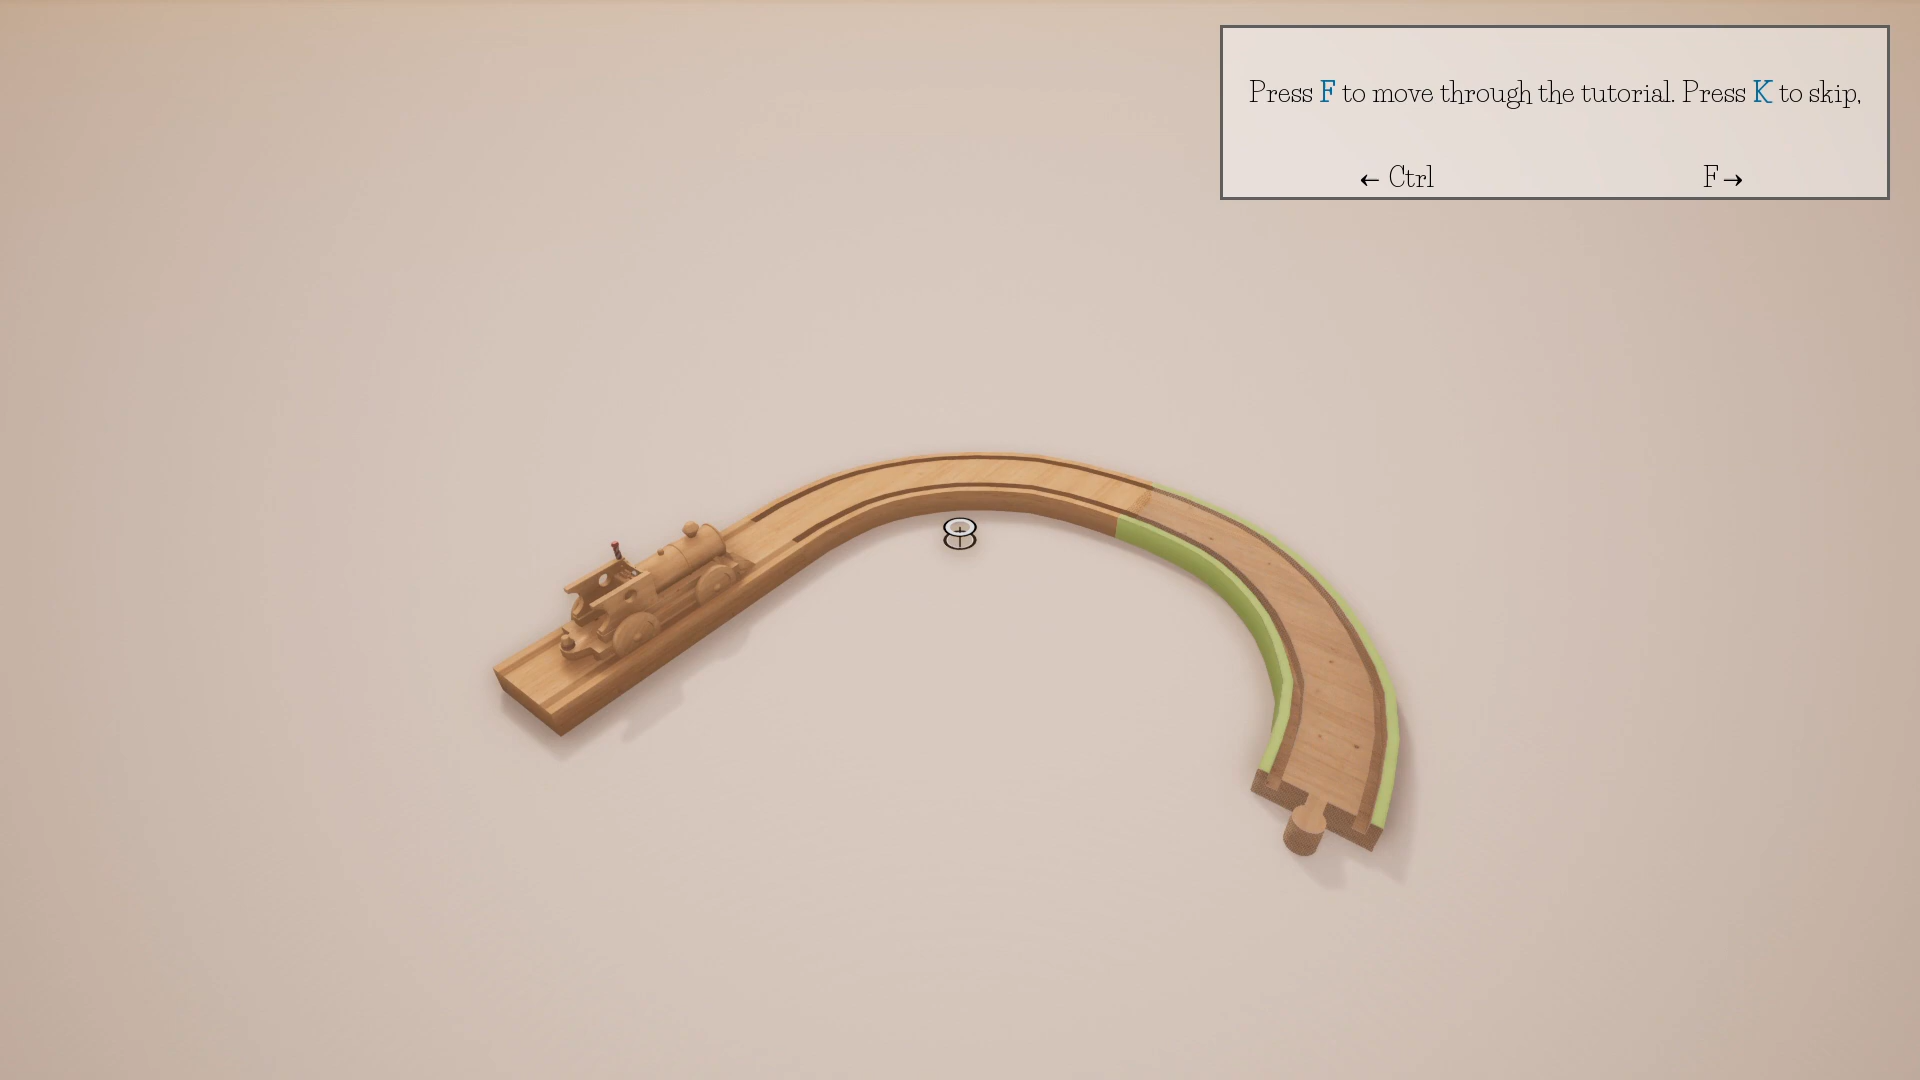 Press F to move through the tutorial. Press K to skip,
← Ctrl F→